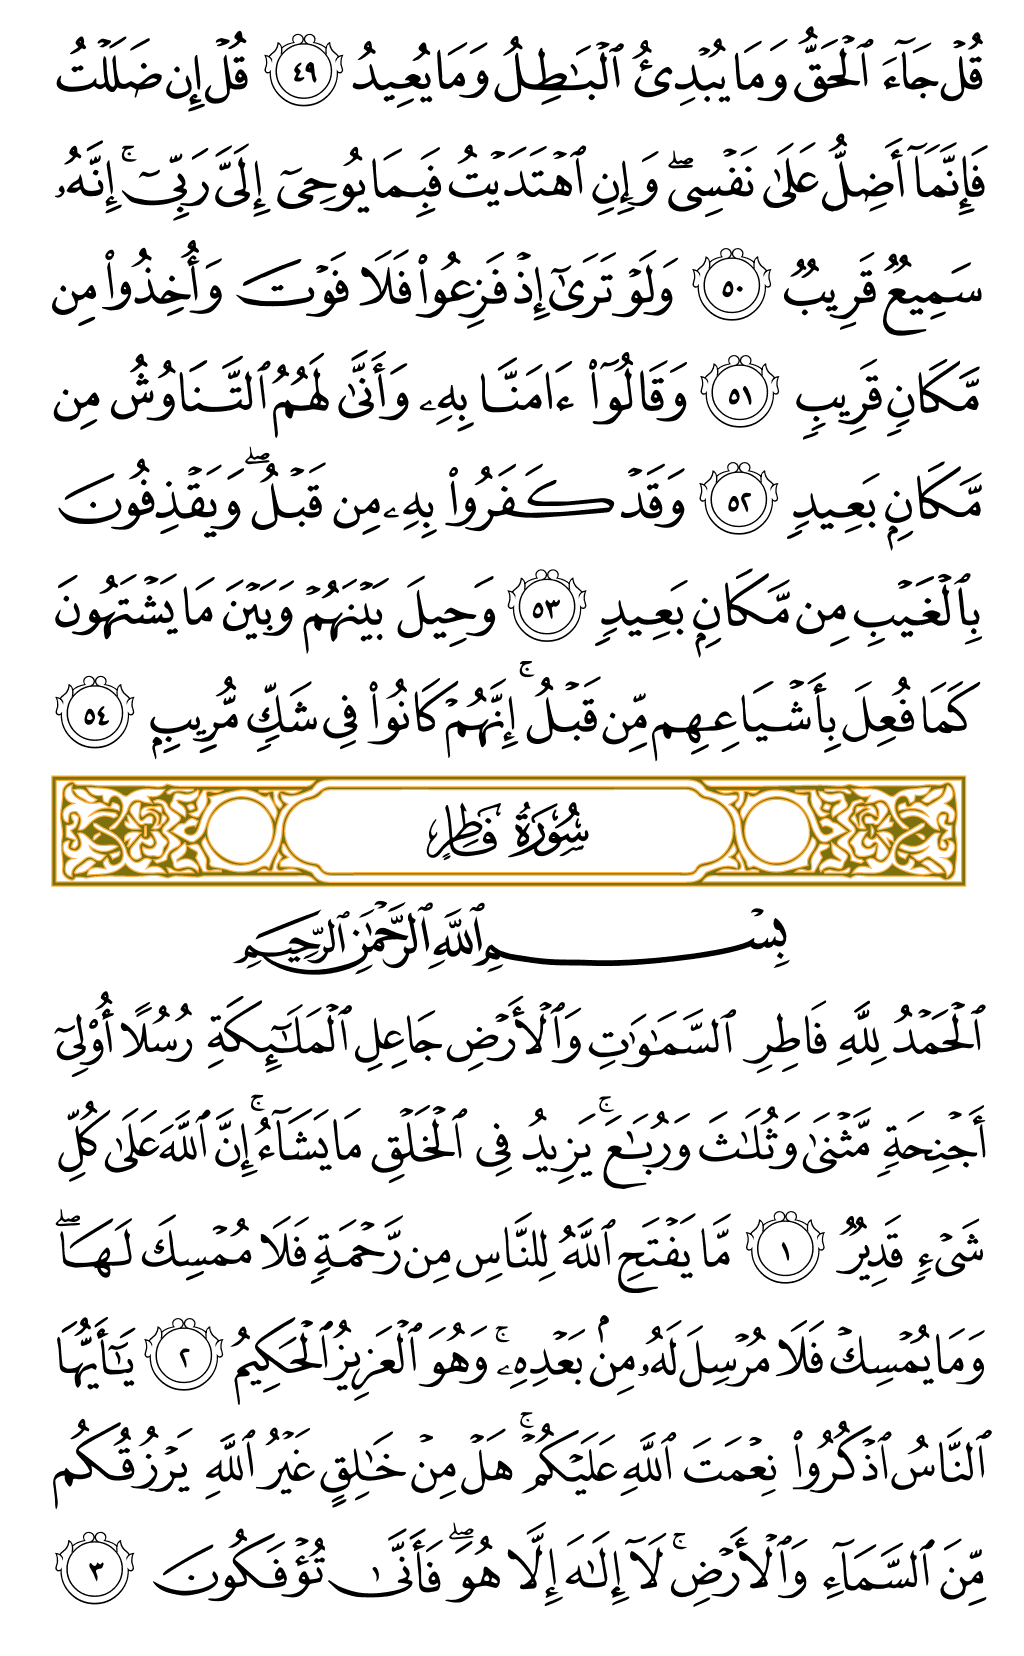 قُلۡ جَآءَ ٱلۡحَقُّ وَمَا يُبۡدِئُ ٱلۡبَٰطِلُ وَمَا يُعِيدُ ٤٩ قُلۡ إِن ضَلَلۡتُ
فَإِنَّمَآ أَضِلُّ عَلَىٰ نَفۡسِيۖ وَإِنِ ٱهۡتَدَيۡتُ فَبِمَا يُوحِيٓ إِلَيَّ رَبِّيٓۚ إِنَّهُۥ
سَمِيعٌ قَرِيبٌ ٥٠ وَلَوۡ تَرَىٰٓ إِذۡ فَزِعُواْ فَلَا فَوۡتَ وَأُخِذُواْ مِن
مَّكَانٍ قَرِيبٍ ٥١ وَقَالُوٓاْ ءَامَنَّا بِهِۦ وَأَنَّىٰ لَهُمُ ٱلتَّنَاوُشُ مِن
مَّكَانِۭ بَعِيدٍ ٥٢ وَقَدۡ كَفَرُواْ بِهِۦ مِن قَبۡلُۖ وَيَقۡذِفُونَ
بِٱلۡغَيۡبِ مِن مَّكَانِۭ بَعِيدٍ ٥٣ وَحِيلَ بَيۡنَهُمۡ وَبَيۡنَ مَا يَشۡتَهُونَ
كَمَا فُعِلَ بِأَشۡيَاعِهِم مِّن قَبۡلُۚ إِنَّهُمۡ كَانُواْ فِي شَكّٖ مُّرِيبِۭ ٥٤
سُورَةُ فَاطِرٍ
بِسۡمِ ٱللَّهِ ٱلرَّحۡمَٰنِ ٱلرَّحِيمِ
ٱلۡحَمۡدُ لِلَّهِ فَاطِرِ ٱلسَّمَٰوَٰتِ وَٱلۡأَرۡضِ جَاعِلِ ٱلۡمَلَٰٓئِكَةِ رُسُلًا أُوْلِيٓ
أَجۡنِحَةٖ مَّثۡنَىٰ وَثُلَٰثَ وَرُبَٰعَۚ يَزِيدُ فِي ٱلۡخَلۡقِ مَا يَشَآءُۚ إِنَّ ٱللَّهَ عَلَىٰ كُلِّ
شَيۡءٖ قَدِيرٌ ١ مَّا يَفۡتَحِ ٱللَّهُ لِلنَّاسِ مِن رَّحۡمَةٖ فَلَا مُمۡسِكَ لَهَاۖ
وَمَا يُمۡسِكۡ فَلَا مُرۡسِلَ لَهُۥ مِنۢ بَعۡدِهِۦۚ وَهُوَ ٱلۡعَزِيزُ ٱلۡحَكِيمُ ٢ يَٰٓأَيُّهَا
ٱلنَّاسُ ٱذۡكُرُواْ نِعۡمَتَ ٱللَّهِ عَلَيۡكُمۡۚ هَلۡ مِنۡ خَٰلِقٍ غَيۡرُ ٱللَّهِ يَرۡزُقُكُم
مِّنَ ٱلسَّمَآءِ وَٱلۡأَرۡضِۚ لَآ إِلَٰهَ إِلَّا هُوَۖ فَأَنَّىٰ تُؤۡفَكُونَ ٣